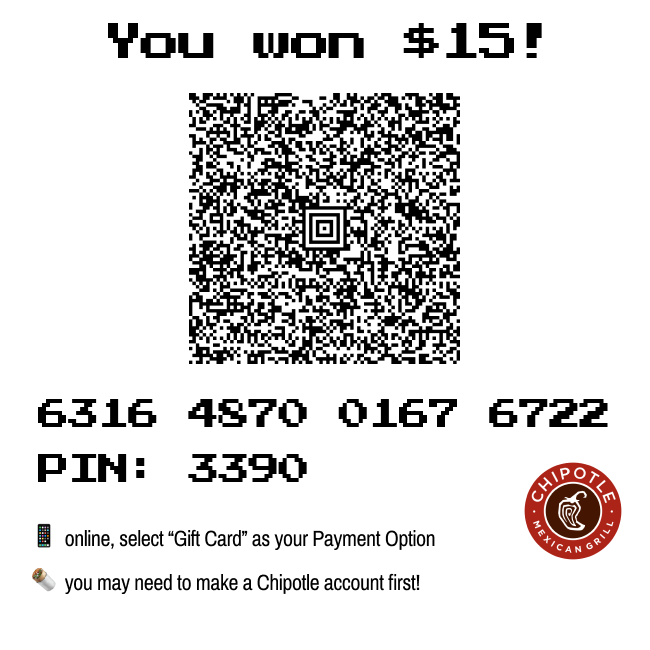 You won $15!
6316 4870 0167 6722
PIN: 3390
CHIPOTLE
MEXICAN GRILL
online, select “Gift Card” as your Payment Option
you may need to make a Chipotle account first!